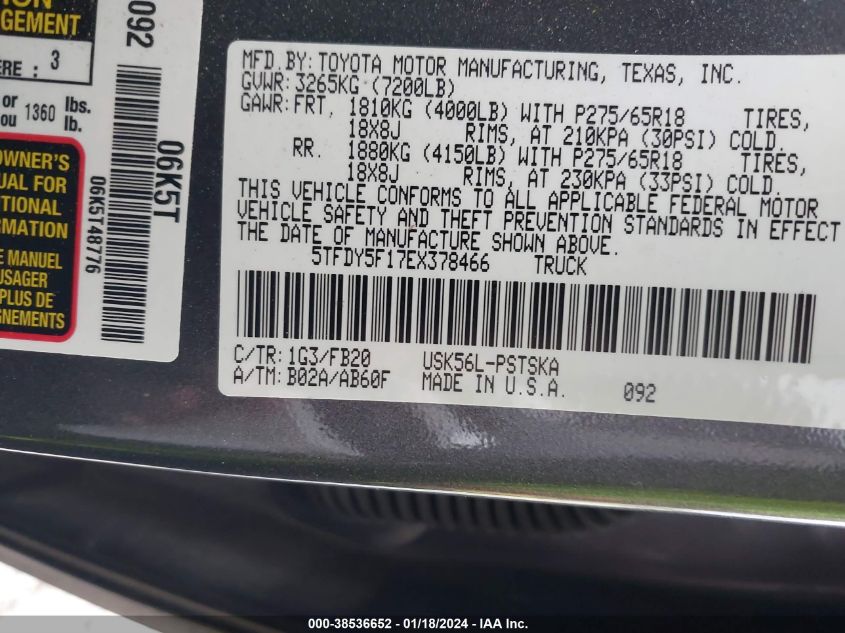 ION
AGEMENT
ERE : 3
or 1360 lbs.
ou lb.
OWNER'S
UAL FOR
ITIONAL
RMATION
E MANUEL
USAGER
PLUS DE
GNEMENTS
092
06K5T
06K5T48776
MFD.BY:TOYOTA MOTOR MANUFACTURING, TEXAS, INC.
GVWR:3265KG (7200LB)
GAWR:FRT, 1810KG (4000LB) WITH P275/65R18 TIRES,
18X8J RIMS, AT 210KPA (30PSI) COLD.
RR. 1880KG (4150LB) WITH P275/65R18 TIRES,
18X8J RIMS, AT 230KPA (33PSI) COLD.
THIS VEHICLE CONFORMS TO ALL APPLICABLE FEDERAL MOTOR
VEHICLE SAFETY AND THEFT PREVENTION STANDARDS IN EFFECT
THE DATE OF MANUFACTURE SHOWN ABOVE.
5TFDY5F17EX378466 TRUCK
C/TR:1G3/FB20 USK56L-PSTSKA
A/TM:B02A/AB60F MADE IN U.S.A. 092
000-38536652 - 01/18/2024 - IAA Inc.